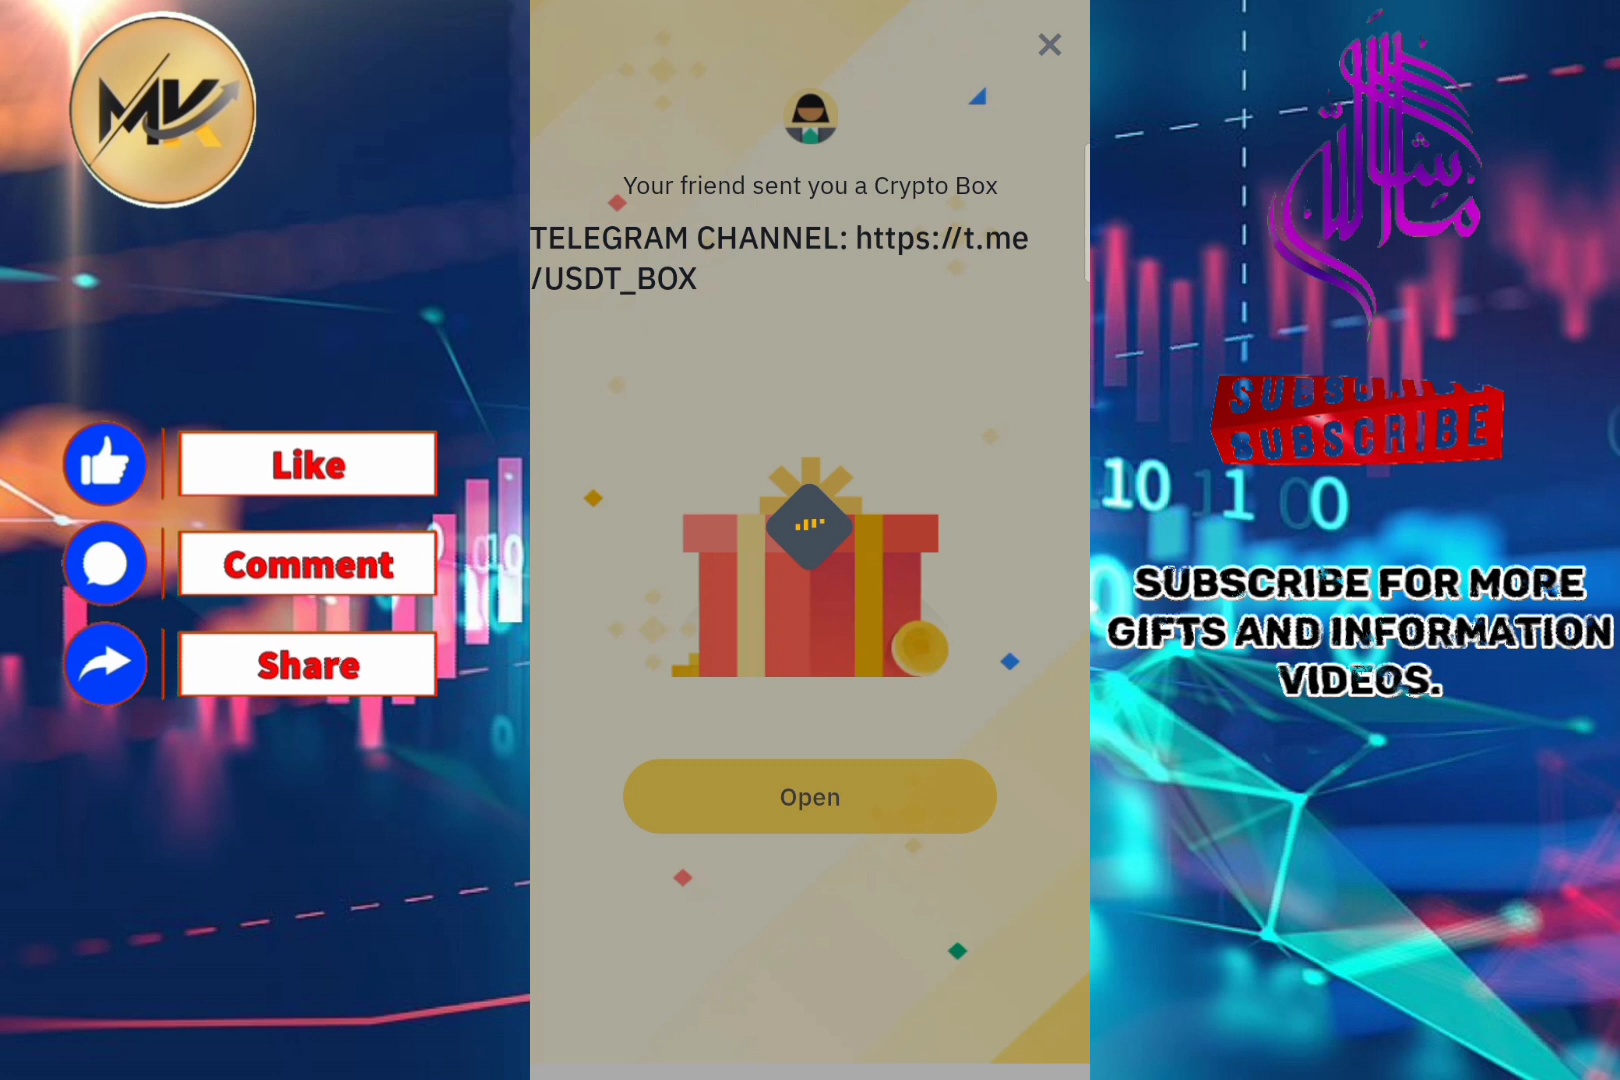 MK
Like
Comment
Share
Your friend sent you a Crypto Box
TELEGRAM CHANNEL: https://t.me
/USDT_BOX
Open
ما شاء الله
SUBSCRIBE
SUBSCRIBE
10 1 0
SUBSCRIBE FOR MORE
GIFTS AND INFORMATION
VIDEOS.